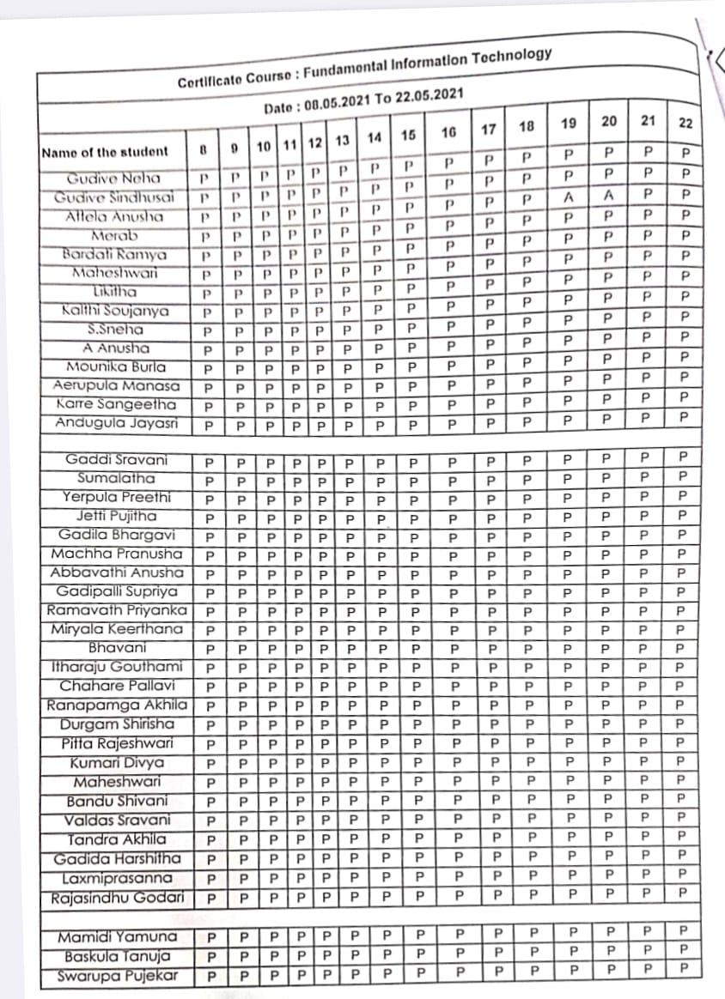 Certificate Course : Fundamental Information Technology
Date : 08.05.2021 To 22.05.2021
Name of the student 8 9 10 11 12 13 14 15 16 17 18 19 20 21 22
Gudive Neha P P P P P P P P P P P P P P P
Gudive Sindhusai P P P P P P P P P P P P P P P
Attela Anusha P P P P P P P P P P P A A P P
Merab P P P P P P P P P P P P P P P
Bardati Ramya P P P P P P P P P P P P P P P
Maheshwari P P P P P P P P P P P P P P P
Likitha P P P P P P P P P P P P P P P
Kalthi Soujanya P P P P P P P P P P P P P P P
S.Sneha P P P P P P P P P P P P P P P
A Anusha P P P P P P P P P P P P P P P
Mounika Burla P P P P P P P P P P P P P P P
Aerupula Manasa P P P P P P P P P P P P P P P
Karre Sangeetha P P P P P P P P P P P P P P P
Andugula Jayasri P P P P P P P P P P P P P P P
Gaddi Sravani P P P P P P P P P P P P P P P
Sumalatha P P P P P P P P P P P P P P P
Yerpula Preethi P P P P P P P P P P P P P P P
Jetti Pujitha P P P P P P P P P P P P P P P
Gadila Bhargavi P P P P P P P P P P P P P P P
Machha Pranusha P P P P P P P P P P P P P P P
Abbavathi Anusha P P P P P P P P P P P P P P P
Gadipalli Supriya P P P P P P P P P P P P P P P
Ramavath Priyanka P P P P P P P P P P P P P P P
Miryala Keerthana P P P P P P P P P P P P P P P
Bhavani P P P P P P P P P P P P P P P
Itharaju Gouthami P P P P P P P P P P P P P P P
Chahare Pallavi P P P P P P P P P P P P P P P
Ranapamga Akhila P P P P P P P P P P P P P P P
Durgam Shirisha P P P P P P P P P P P P P P P
Pitta Rajeshwari P P P P P P P P P P P P P P P
Kumari Divya P P P P P P P P P P P P P P P
Maheshwari P P P P P P P P P P P P P P P
Bandu Shivani P P P P P P P P P P P P P P P
Valdas Sravani P P P P P P P P P P P P P P P
Tandra Akhila P P P P P P P P P P P P P P P
Gadida Harshitha P P P P P P P P P P P P P P P
Laxmiprasanna P P P P P P P P P P P P P P P
Rajasindhu Godari P P P P P P P P P P P P P P P
Mamidi Yamuna P P P P P P P P P P P P P P P
Baskula Tanuja P P P P P P P P P P P P P P P
Swarupa Pujekar P P P P P P P P P P P P P P P